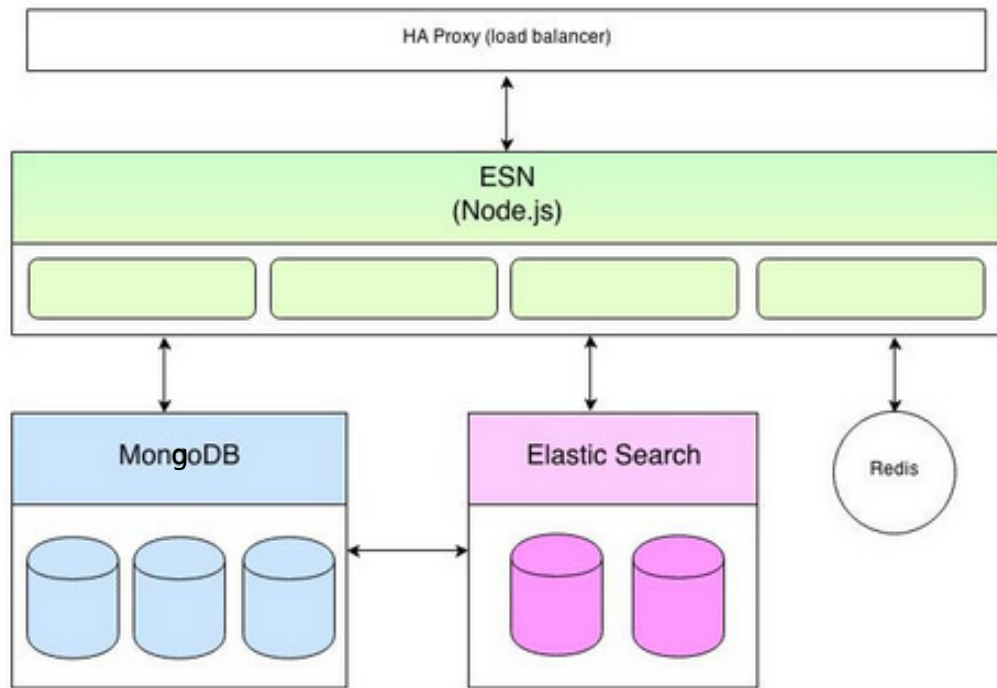 HA Proxy (load balancer)
ESN
(Node.js)
MongoDB
Elastic Search
Redis